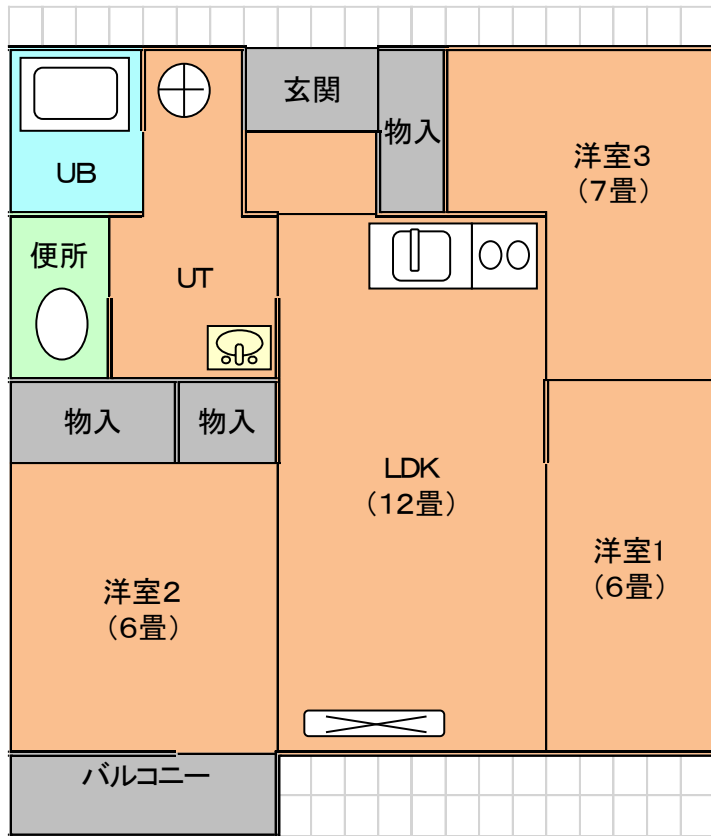 玄関
物入
洋室3
（7畳）
UB
便所
UT
物入
物入
LDK
（12畳）
洋室1
（6畳）
洋室2
（6畳）
バルコニー